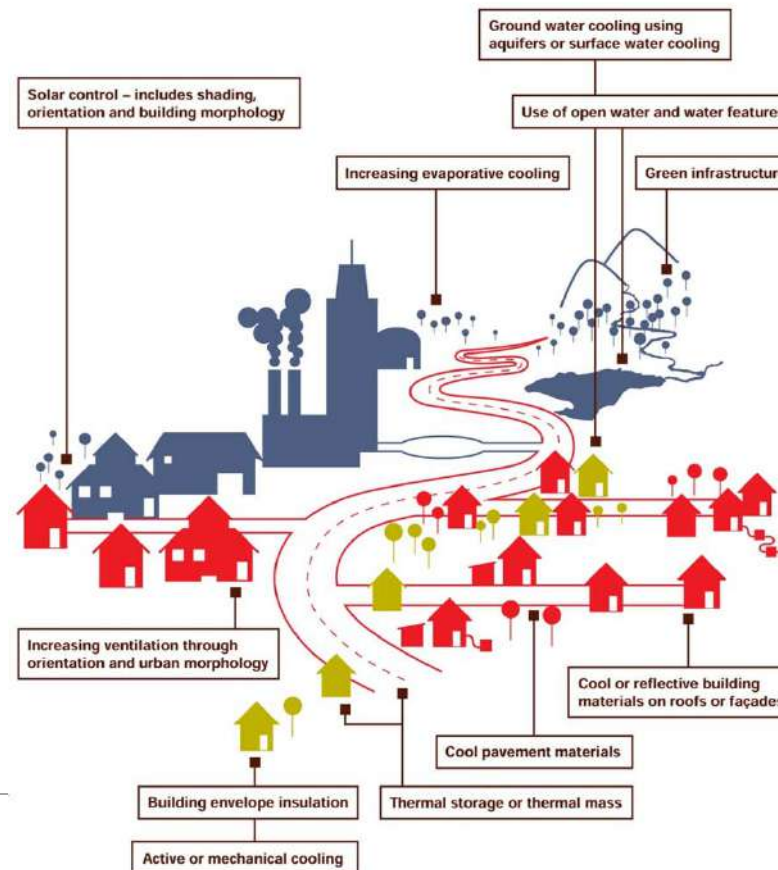 Ground water cooling using
aquifers or surface water cooling
Solar control – includes shading,
orientation and building morphology
Use of open water and water feature
Increasing evaporative cooling
Green infrastructur
Increasing ventilation through
orientation and urban morphology
Cool or reflective building
materials on roofs or façades
Cool pavement materials
Building envelope insulation
Thermal storage or thermal mass
Active or mechanical cooling